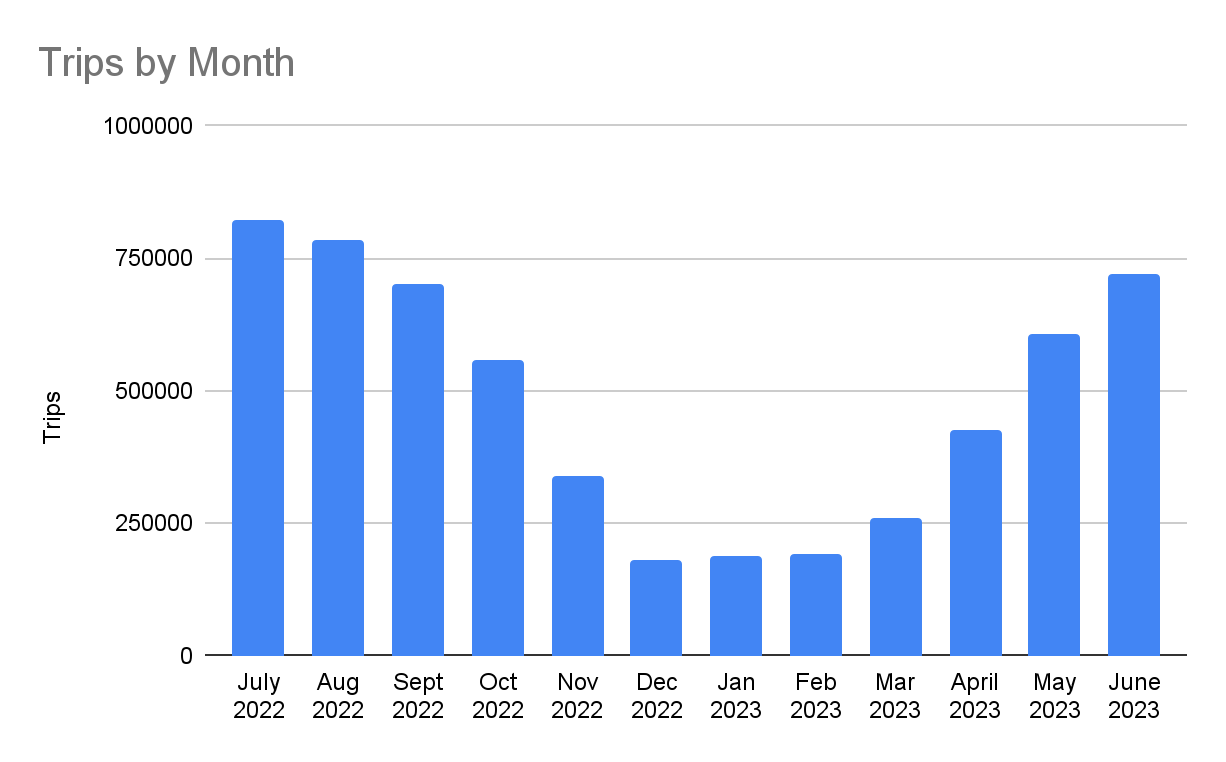 Trips by Month
1000000
750000
500000
250000
0
Trips
July Aug Sept Oct Nov Dec Jan Feb Mar April May June
2022 2022 2022 2022 2022 2022 2023 2023 2023 2023 2023 2023